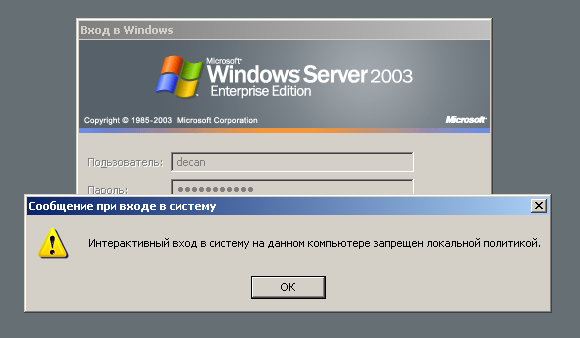 Вход в Windows
Microsoft
Windows Server 2003
Enterprise Edition
Copyright © 1985-2003 Microsoft Corporation Microsoft
Пользователь: decan
Пароль:
Сообщение при входе в систему
Интерактивный вход в систему на данном компьютере запрещен локальной политикой.
OK